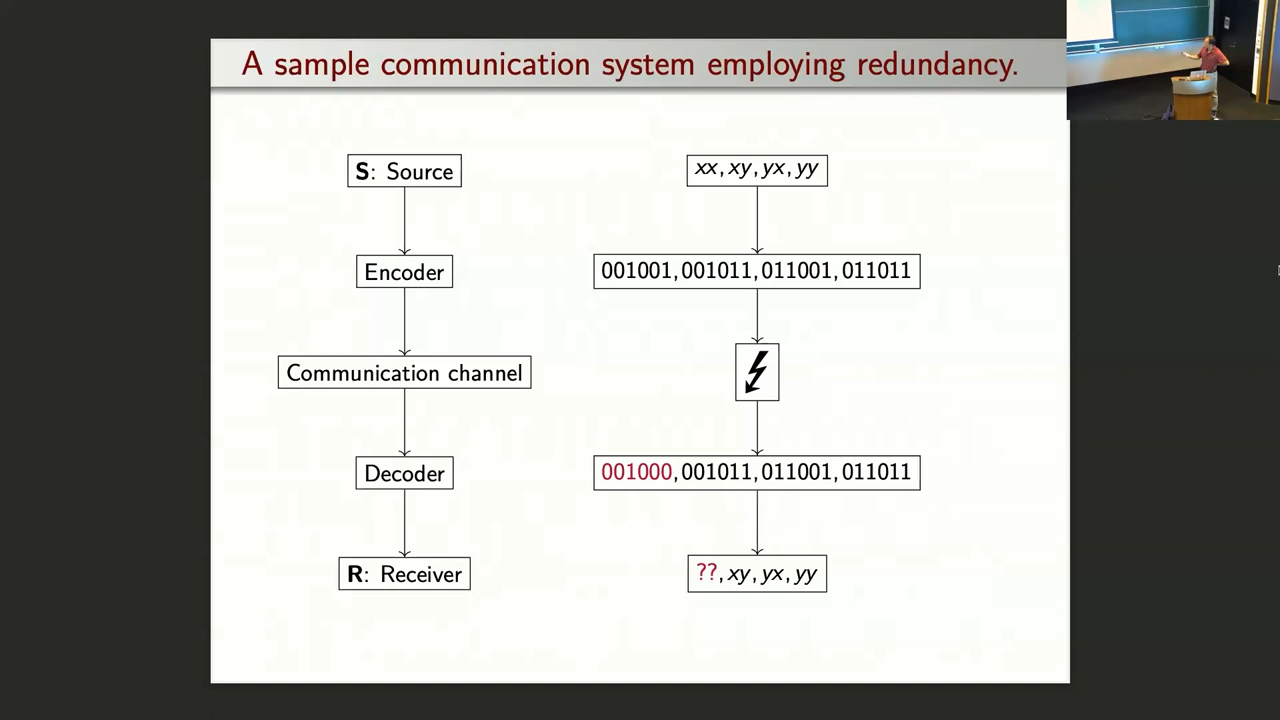 A sample communication system employing redundancy.
S: Source
xx, xy, yx, yy
Encoder
001001, 001011, 011001, 011011
Communication channel
Decoder
001000, 001011, 011001, 011011
R: Receiver
??, xy, yx, yy